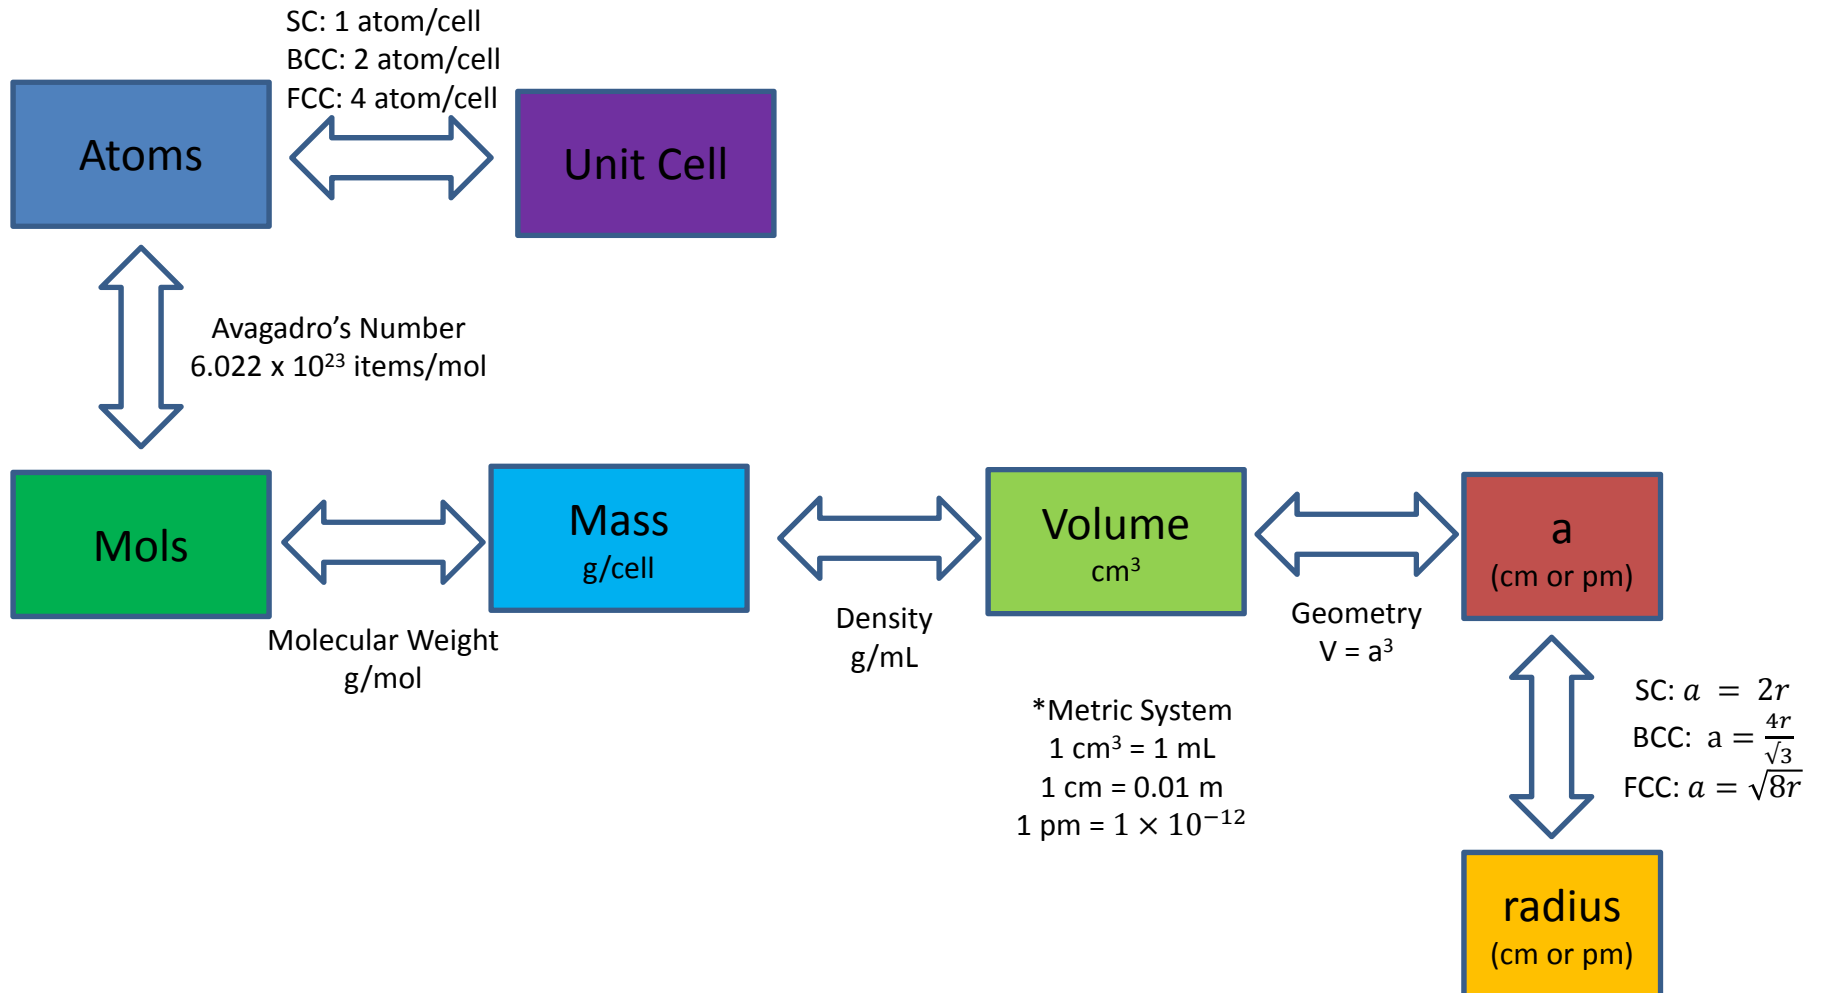 SC: 1 atom/cell
BCC: 2 atom/cell
FCC: 4 atom/cell
Atoms
Unit Cell
Avagadro’s Number
6.022 x 10²³ items/mol
Mols
Mass
g/cell
Volume
cm³
a
(cm or pm)
Molecular Weight
g/mol
Density
g/mL
Geometry
V = a³
*Metric System
1 cm³ = 1 mL
1 cm = 0.01 m
1 pm = 1 × 10⁻¹²
SC: a = 2r
BCC: a = 4r/√3
FCC: a = √8r
radius
(cm or pm)